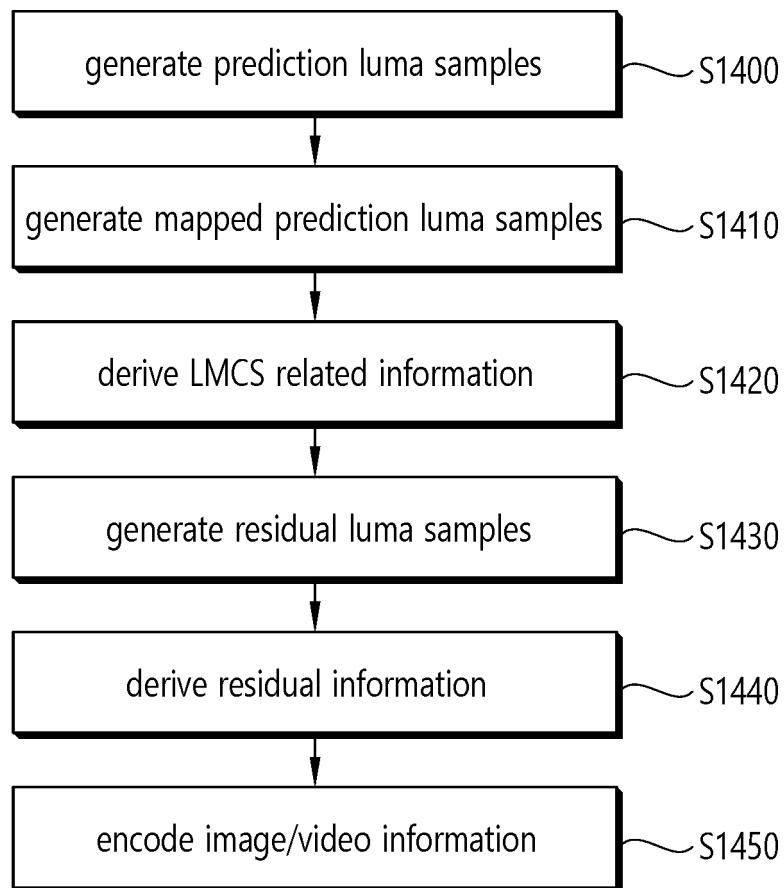 generate prediction luma samples
S1400
generate mapped prediction luma samples
S1410
derive LMCS related information
S1420
generate residual luma samples
S1430
derive residual information
S1440
encode image/video information
S1450